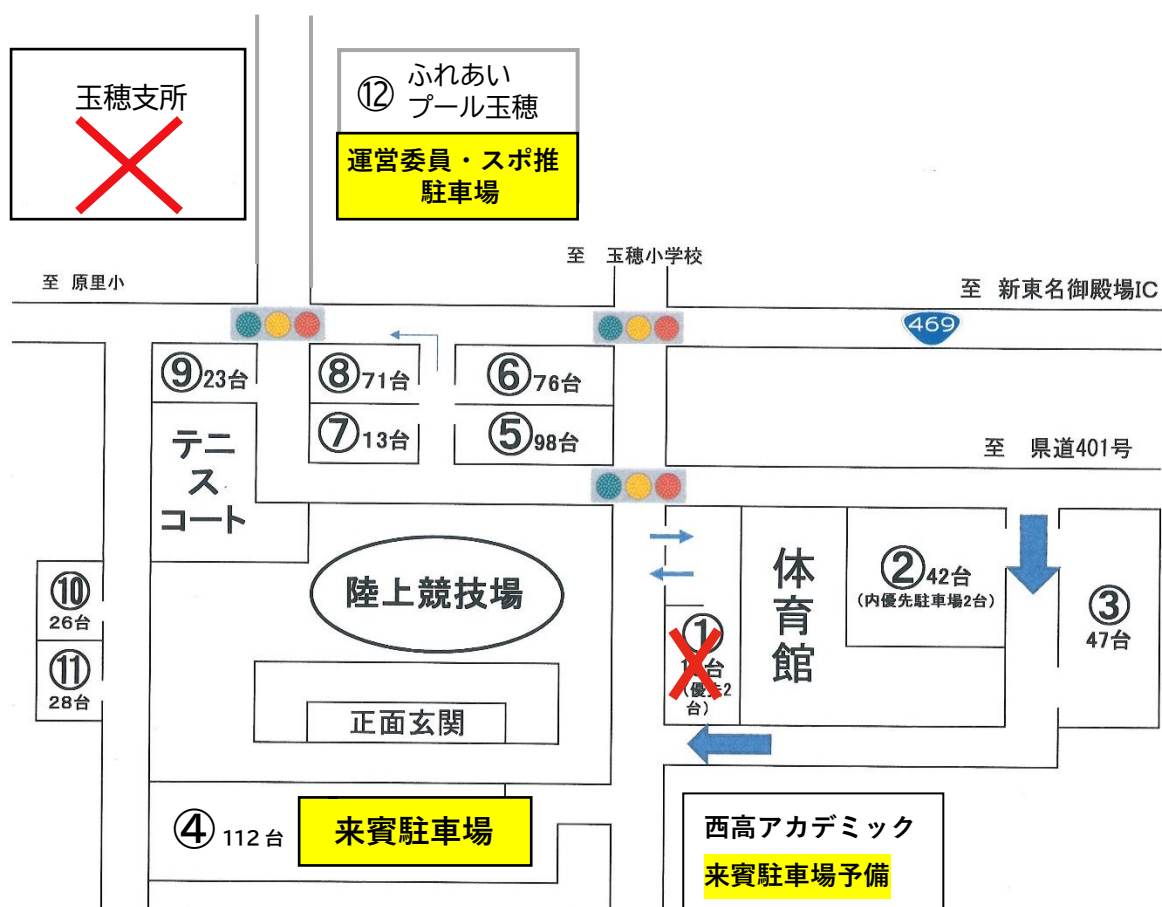 玉穂支所
⑫ ふれあい
プール玉穂
運営委員・スポ推
駐車場
至 玉穂小学校
至 原里小
至 新東名御殿場IC
469
⑨23台
⑧71台
⑥76台
⑦13台
⑤98台
至 県道401号
テニ
ス
コート
陸上競技場
体育館
②42台
(内優先駐車場2台)
③
47台
⑩
26台
⑪
28台
①
台
(優先2
台)
正面玄関
④112台
来賓駐車場
西高アカデミック
来賓駐車場予備